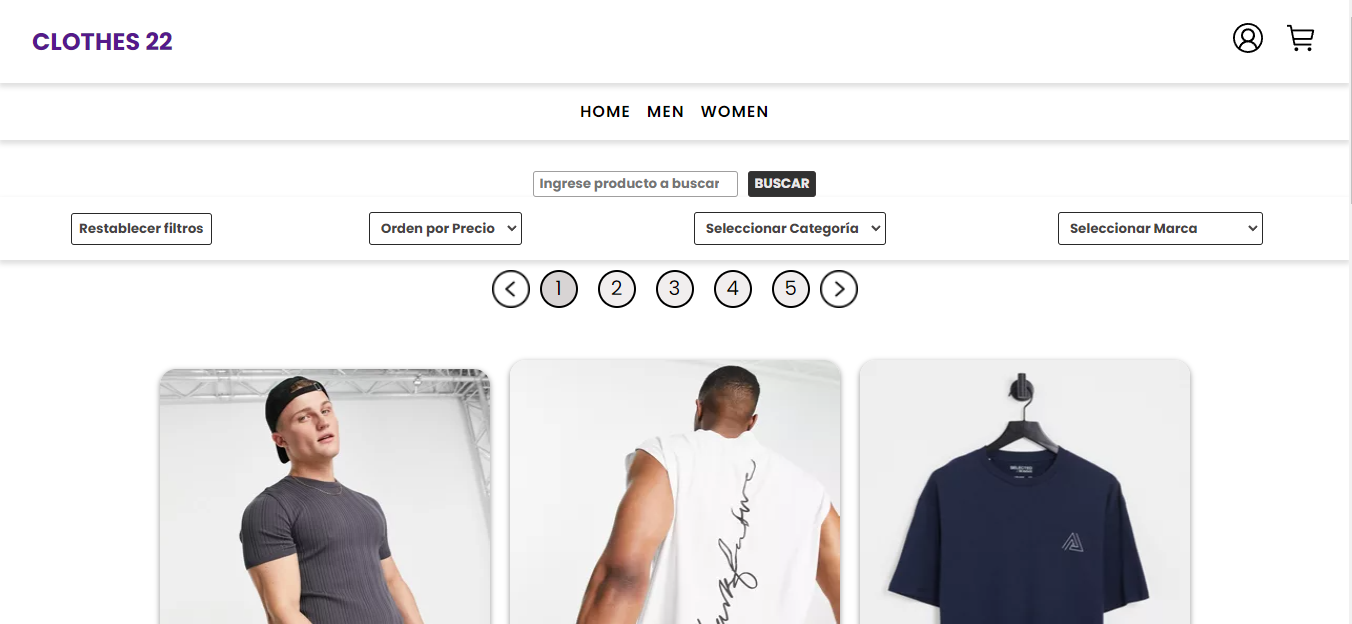 CLOTHES 22
HOME MEN WOMEN
Ingrese producto a buscar BUSCAR
Restablecer filtros Orden por Precio Seleccionar Categoría Seleccionar Marca
1 2 3 4 5
SELECTED